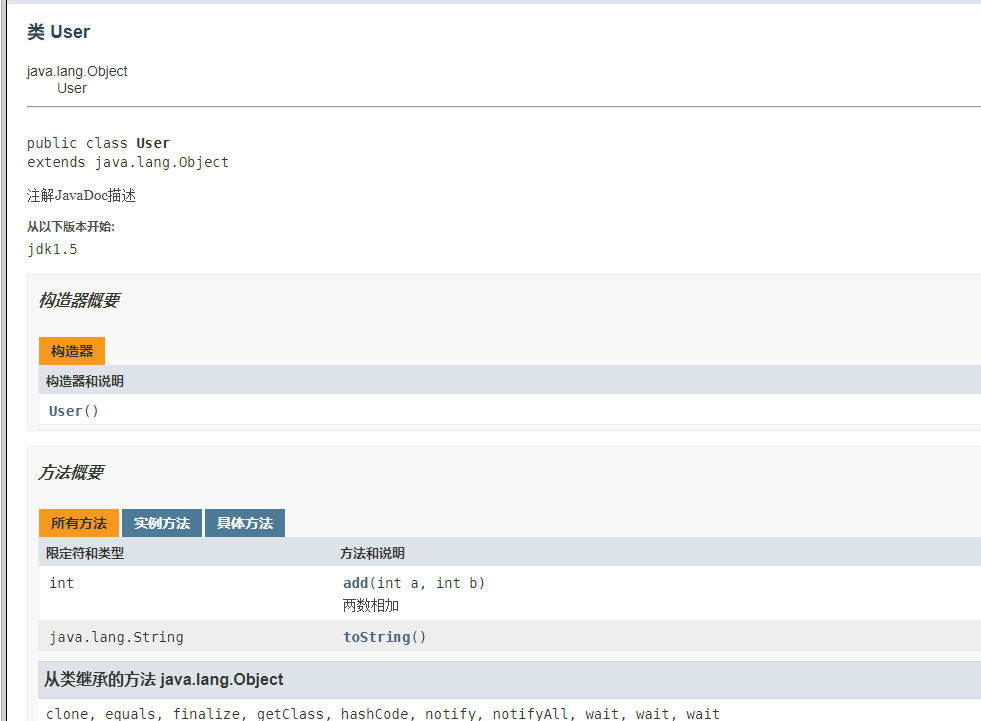 类 User
java.lang.Object
User
public class User
extends java.lang.Object
注解JavaDoc描述
从以下版本开始:
jdk1.5
构造器概要
构造器
构造器和说明
User()
方法概要
所有方法 实例方法 具体方法
限定符和类型 方法和说明
int add(int a, int b)
两数相加
java.lang.String toString()
从类继承的方法 java.lang.Object
clone, equals, finalize, getClass, hashCode, notify, notifyAll, wait, wait, wait